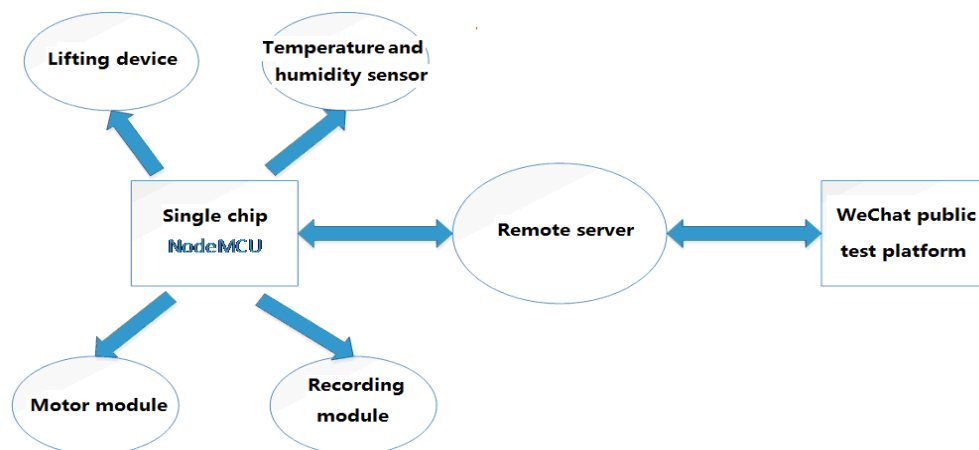 Lifting device
Temperature and
humidity sensor
Single chip
NodeMCU
Remote server
WeChat public
test platform
Motor module
Recording
module